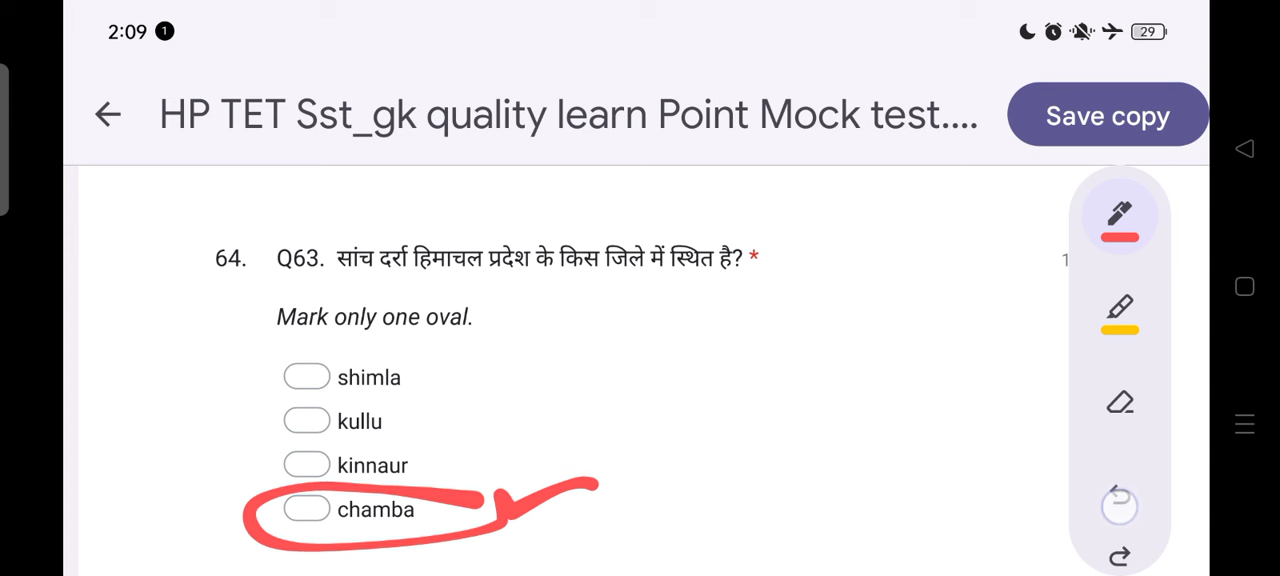 2:09 1
29
HP TET Sst_gk quality learn Point Mock test....
Save copy
64. Q63. सांच दर्रा हिमाचल प्रदेश के किस जिले में स्थित है? *
1
Mark only one oval.
shimla
kullu
kinnaur
chamba